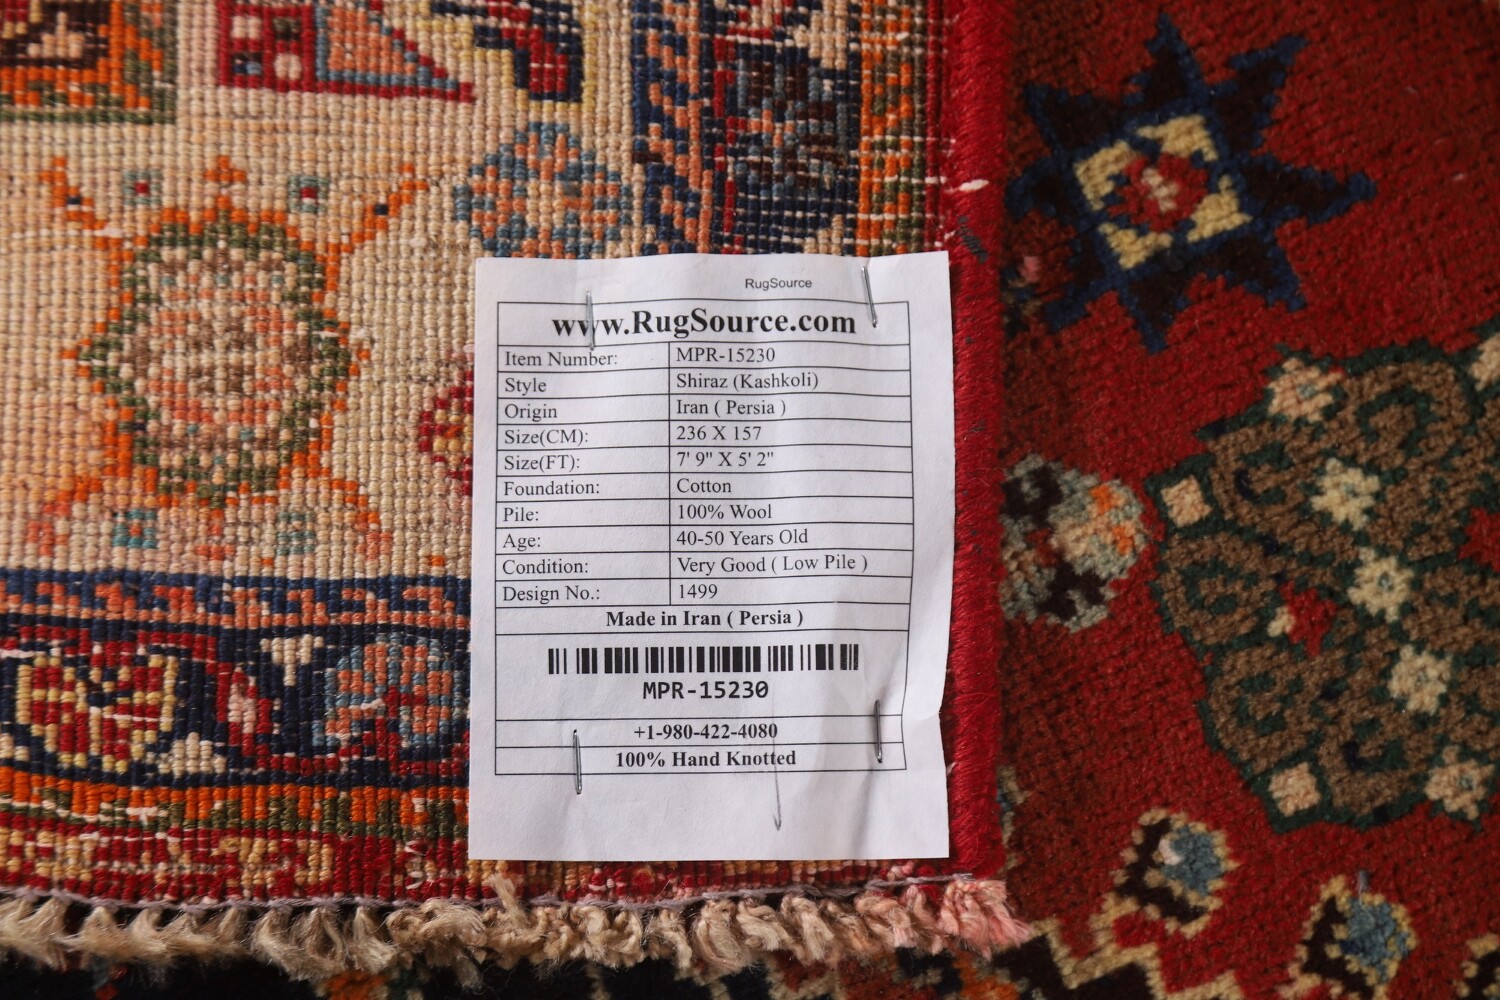 RugSource
www.RugSource.com
Item Number: MPR-15230
Style Shiraz (Kashkoli)
Origin Iran ( Persia )
Size(CM): 236 X 157
Size(FT): 7' 9" X 5' 2"
Foundation: Cotton
Pile: 100% Wool
Age: 40-50 Years Old
Condition: Very Good ( Low Pile )
Design No.: 1499
Made in Iran ( Persia )
MPR-15230
+1-980-422-4080
100% Hand Knotted